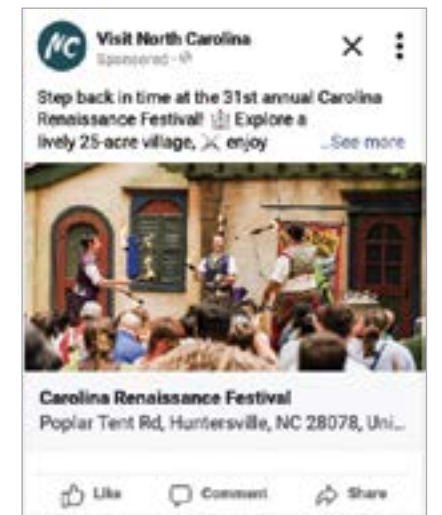 NC
Visit North Carolina
Sponsored ·
Step back in time at the 31st annual Carolina
Renaissance Festival! Explore a
lively 25-acre village, enjoy ...See more
Carolina Renaissance Festival
Poplar Tent Rd, Huntersville, NC 28078, Uni...
Like Comment Share